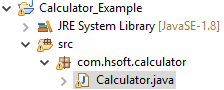 Calculator_Example
JRE System Library [JavaSE-1.8]
src
com.hsoft.calculator
Calculator.java